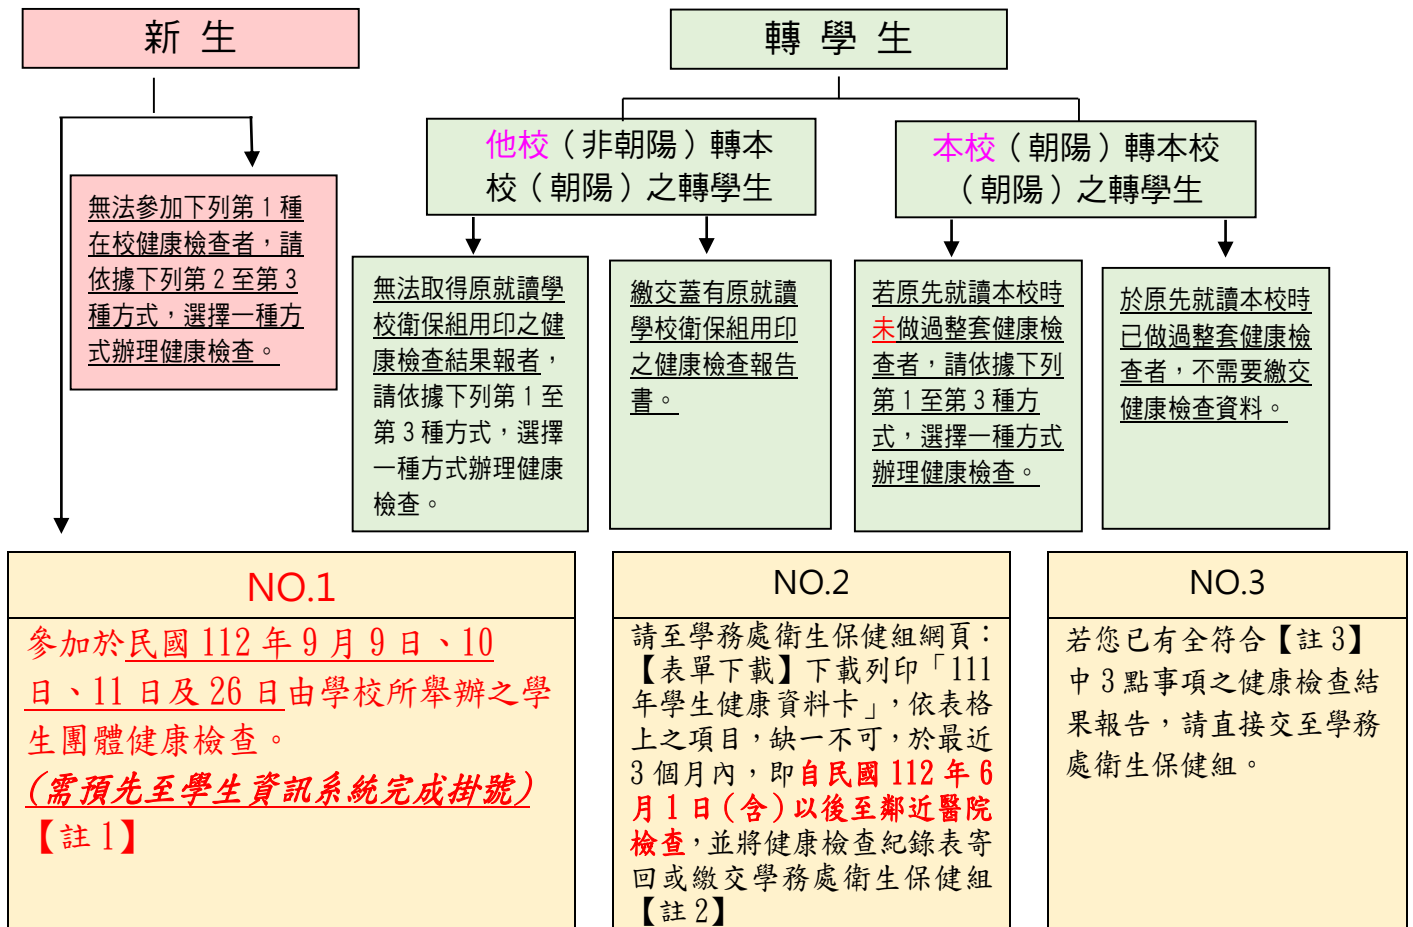 新 生
轉 學 生
他校（非朝陽）轉本
校（朝陽）之轉學生
本校（朝陽）轉本校
（朝陽）之轉學生
無法參加下列第 1 種
在校健康檢查者，請
依據下列第 2 至第 3
種方式，選擇一種方
式辦理健康檢查。
無法取得原就讀學
校衛保組用印之健
康檢查結果報者，
請依據下列第 1 至
第 3 種方式，選擇
一種方式辦理健康
檢查。
繳交蓋有原就讀
學校衛保組用印
之健康檢查報告
書。
若原先就讀本校時
未做過整套健康檢
查者，請依據下列
第 1 至第 3 種方
式，選擇一種方式
辦理健康檢查。
於原先就讀本校時
已做過整套健康檢
查者，不需要繳交
健康檢查資料。
NO.1
參加於民國 112 年 9 月 9 日、10
日、11 日及 26 日由學校所舉辦之學
生團體健康檢查。
(需預先至學生資訊系統完成掛號)
【註 1】
NO.2
請至學務處衛生保健組網頁：
【表單下載】下載列印「111
年學生健康資料卡」，依表格
上之項目，缺一不可，於最近
3 個月內，即自民國 112 年 6
月 1 日(含)以後至鄰近醫院
檢查，並將健康檢查紀錄表寄
回或繳交學務處衛生保健組
【註 2】
NO.3
若您已有全符合【註 3】
中 3 點事項之健康檢查結
果報告，請直接交至學務
處衛生保健組。